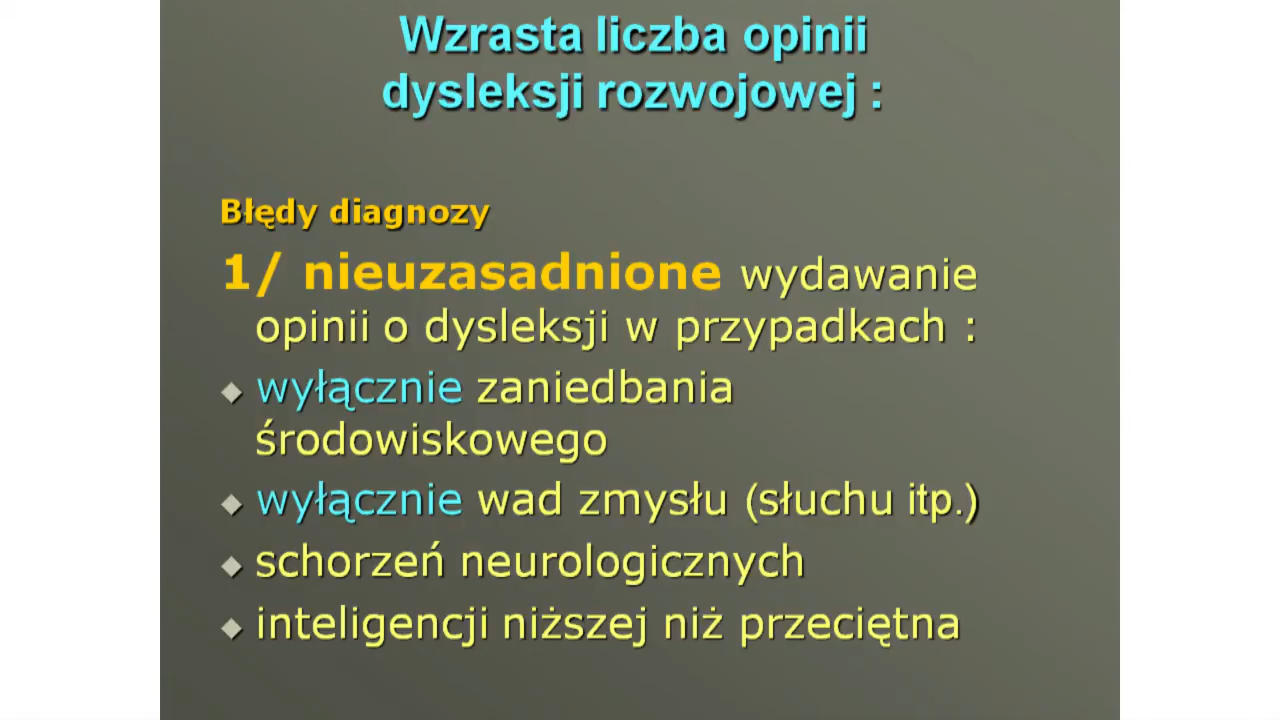 Wzrasta liczba opinii
dysleksji rozwojowej :
Błędy diagnozy
1/ nieuzasadnione wydawanie
opinii o dysleksji w przypadkach :
wyłącznie zaniedbania
środowiskowego
wyłącznie wad zmysłu (słuchu itp.)
schorzeń neurologicznych
inteligencji niższej niż przeciętna